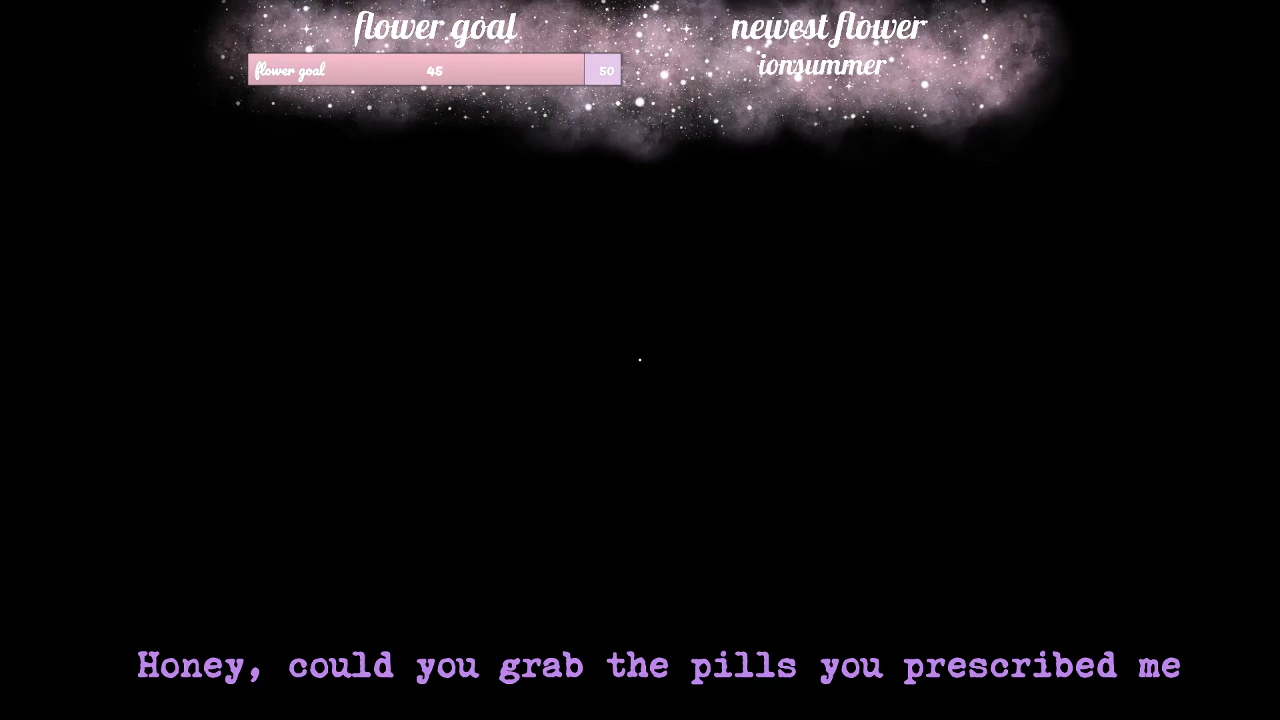 flower goal
flower goal 45 50
newest flower
ionsummer
Honey, could you grab the pills you prescribed me